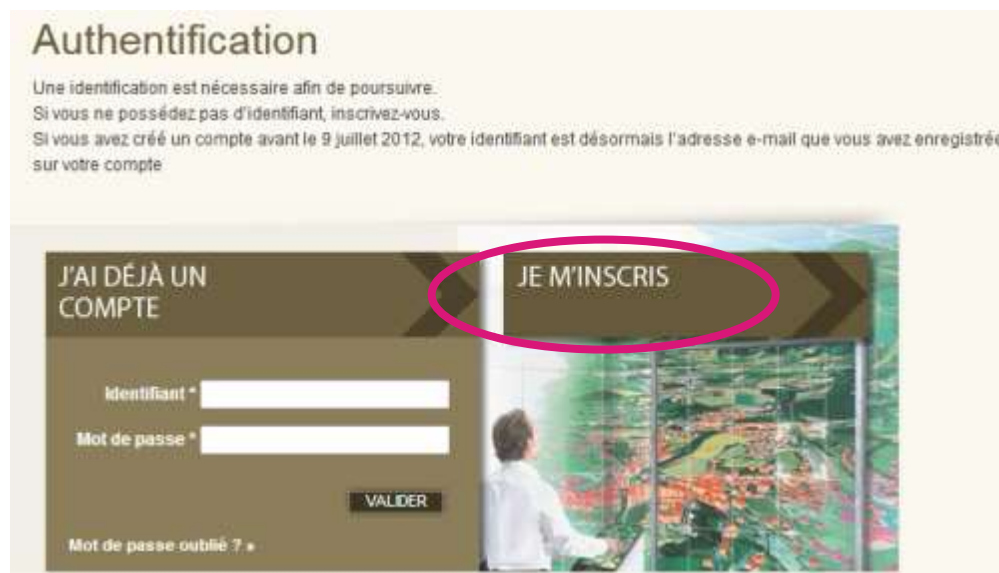 Authentification
Une identification est nécessaire afin de poursuivre.
Si vous ne possédez pas d'identifiant, inscrivez-vous.
Si vous avez créé un compte avant le 9 juillet 2012, votre identifiant est désormais l'adresse e-mail que vous avez enregistrée
sur votre compte
J'AI DÉJÀ UN
COMPTE
JE M'INSCRIS
Identifiant *
Mot de passe *
VALIDER
Mot de passe oublié ? »